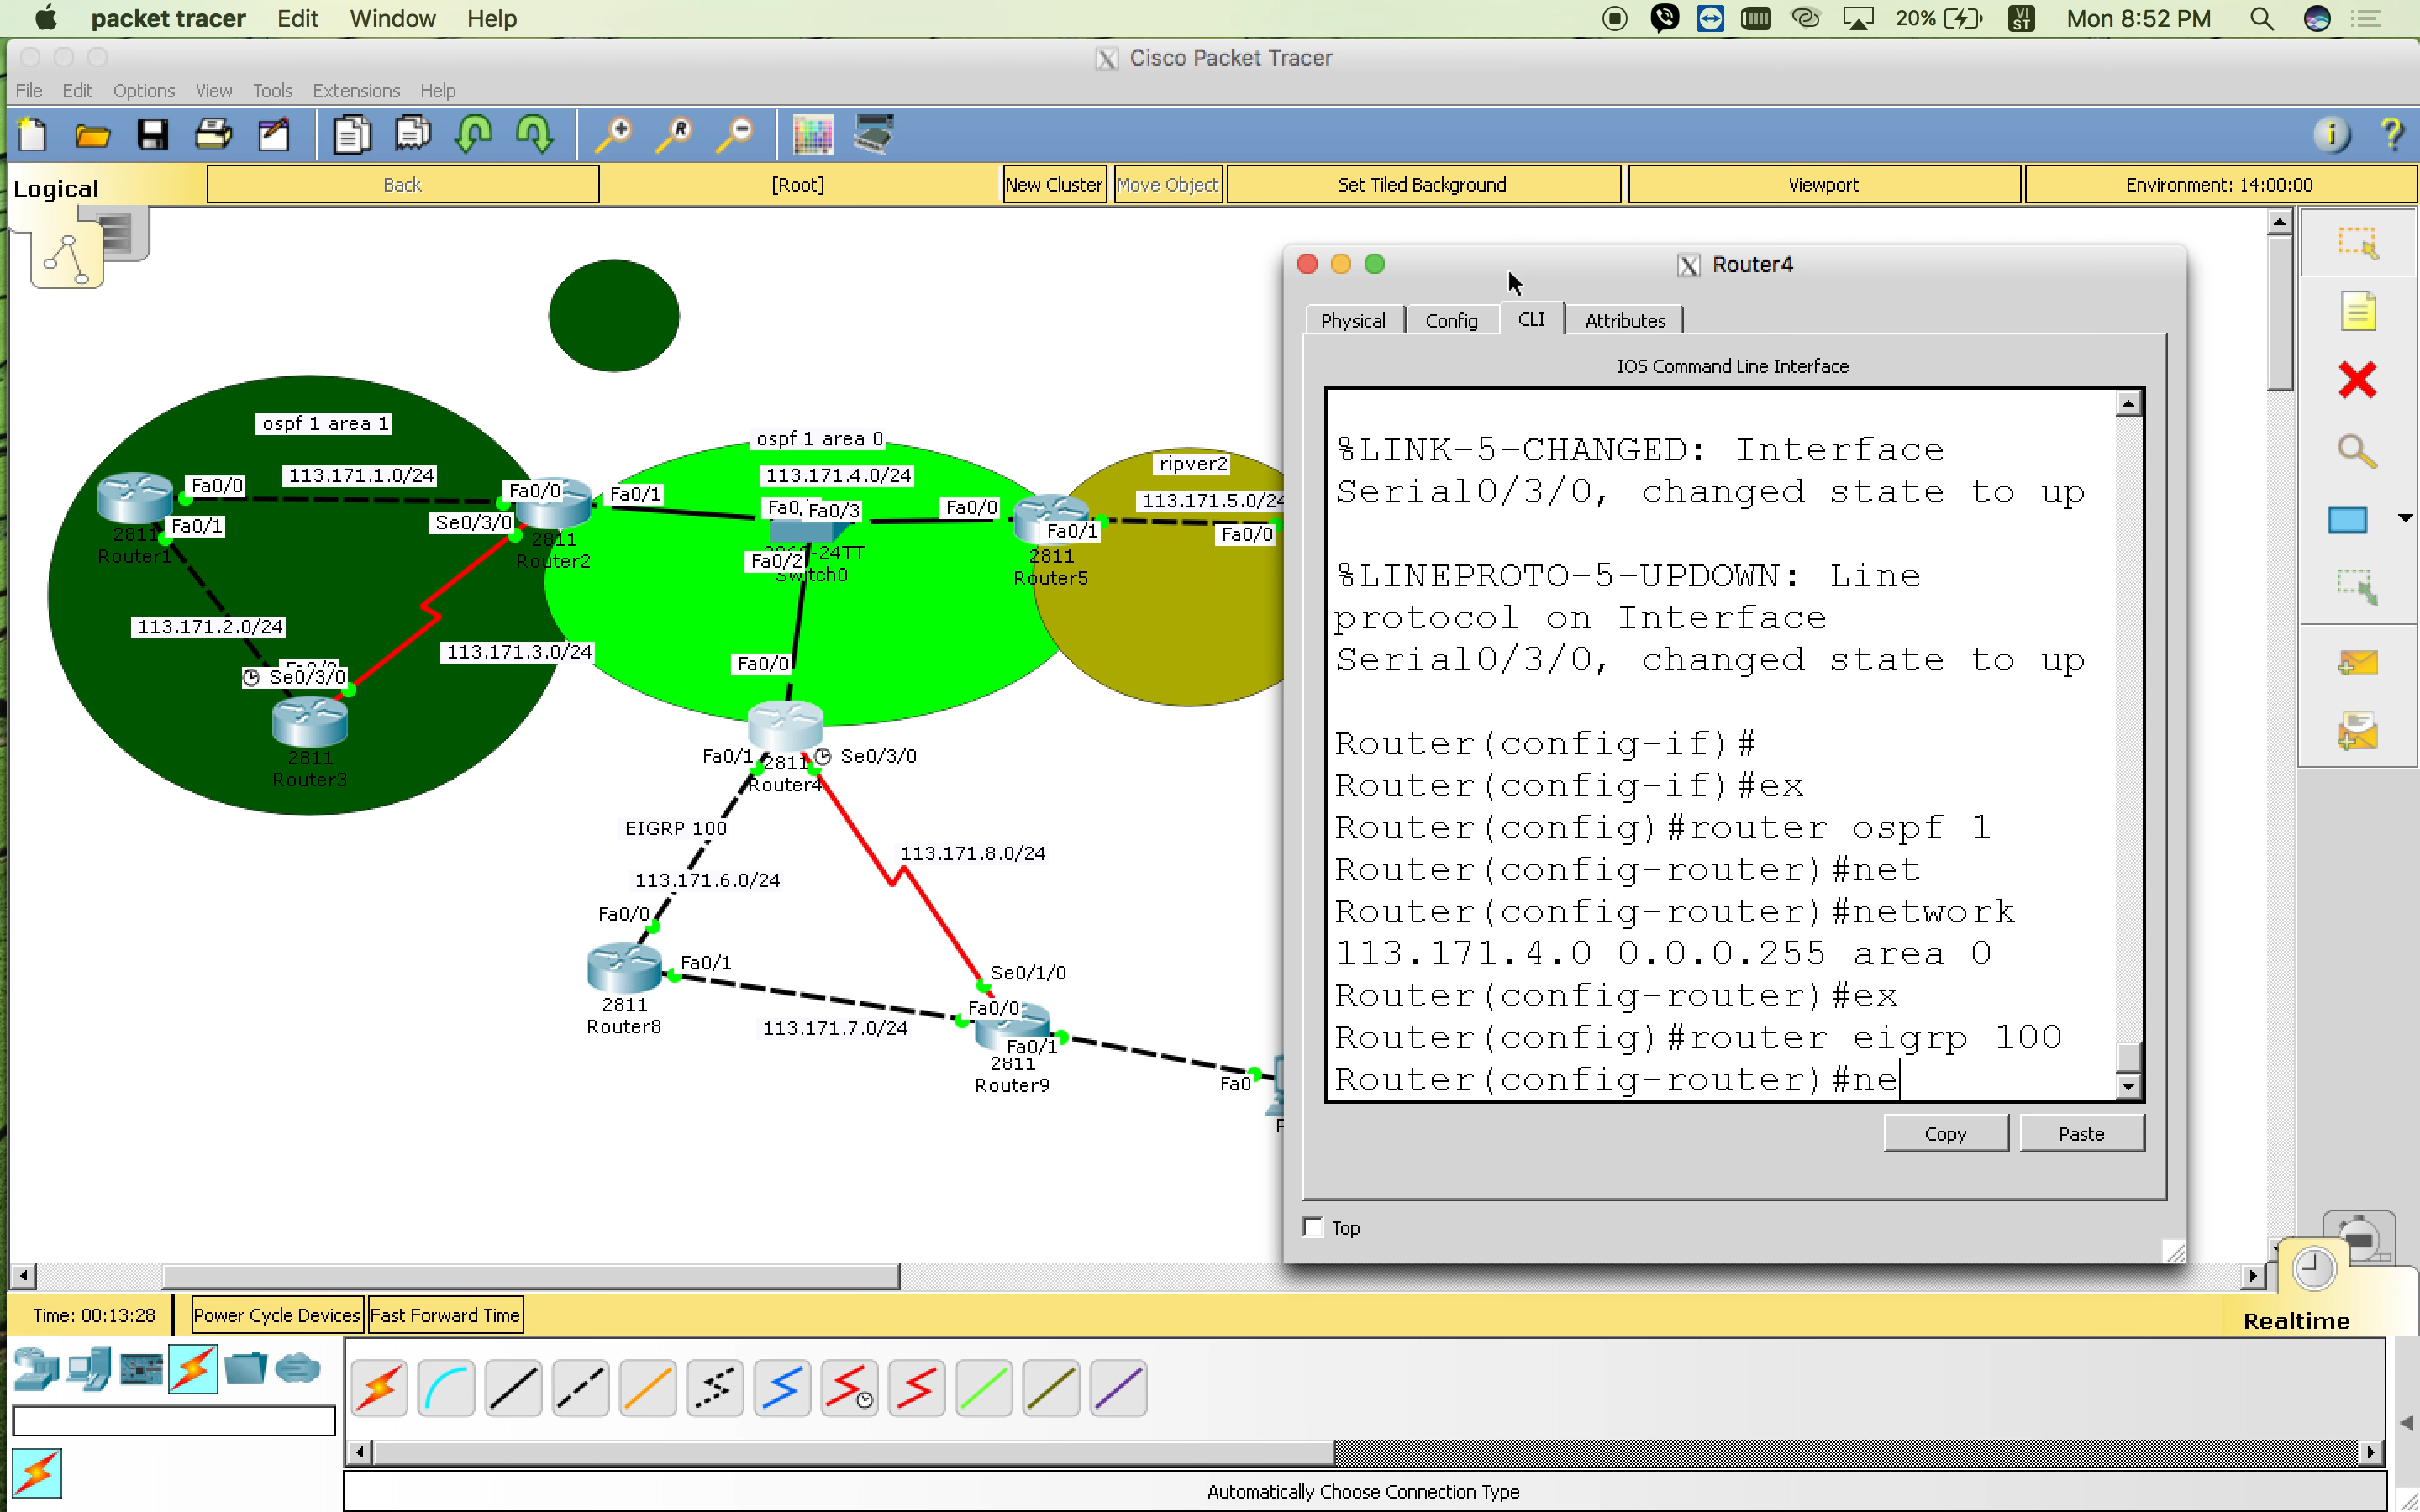 packet tracer Edit Window Help 20% VI ST Mon 8:52 PM
Cisco Packet Tracer
File Edit Options View Tools Extensions Help
Logical Back [Root] New Cluster Move Object Set Tiled Background Viewport Environment: 14:00:00
ospf 1 area 1
113.171.1.0/24
Fa0/0
Fa0/1
2811
Router1
Fa0/0
Se0/3/0
2811
Router2
113.171.2.0/24
113.171.3.0/24
Se0/3/0
2811
Router3
ospf 1 area 0
113.171.4.0/24
Fa0/1
Fa0/3
Fa0/2
-24TT
Switch0
Fa0/0
Fa0/1
2811
Router5
ripver2
113.171.5.0/24
Fa0/0
Fa0/0
Fa0/1
2811
Router4
Se0/3/0
EIGRP 100
113.171.6.0/24
113.171.8.0/24
Fa0/0
Fa0/1
2811
Router8
113.171.7.0/24
Se0/1/0
Fa0/0
Fa0/1
2811
Router9
Fa0
Router4
Physical Config CLI Attributes
IOS Command Line Interface
%LINK-5-CHANGED: Interface
Serial0/3/0, changed state to up
%LINEPROTO-5-UPDOWN: Line
protocol on Interface
Serial0/3/0, changed state to up
Router(config-if)#
Router(config-if)#ex
Router(config)#router ospf 1
Router(config-router)#net
Router(config-router)#network
113.171.4.0 0.0.0.255 area 0
Router(config-router)#ex
Router(config)#router eigrp 100
Router(config-router)#ne
Copy Paste
Top
Time: 00:13:28 Power Cycle Devices Fast Forward Time Realtime
Automatically Choose Connection Type